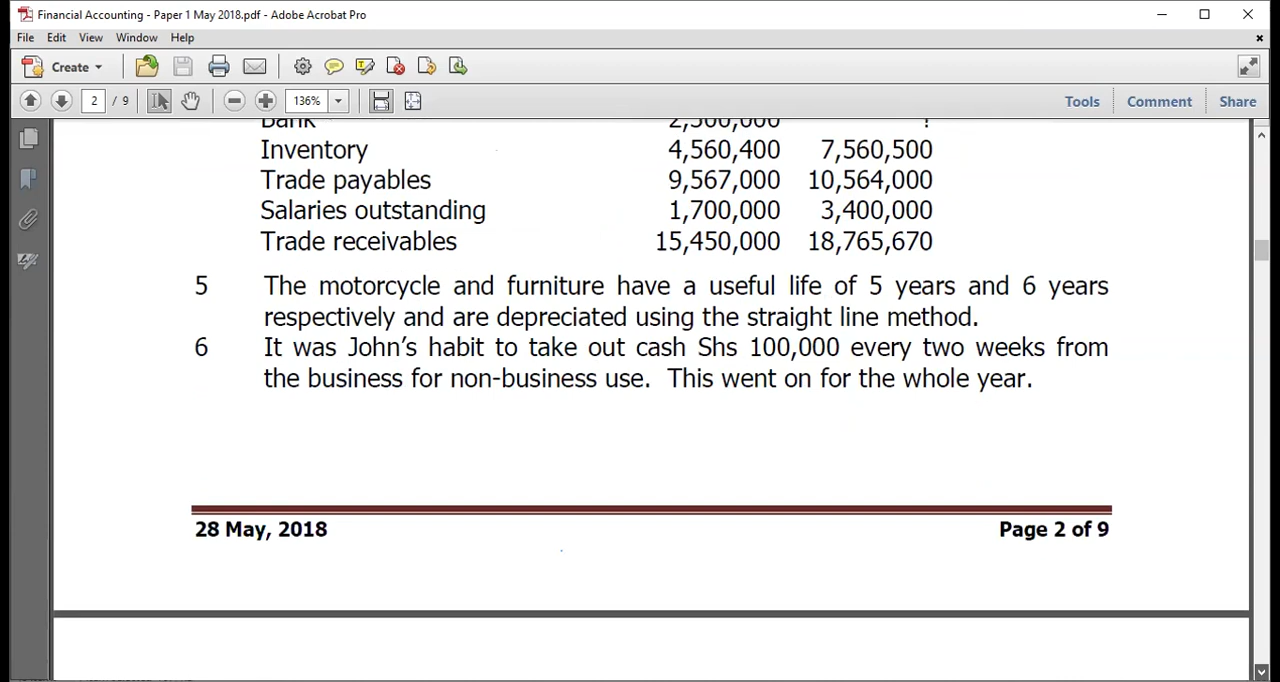 Financial Accounting - Paper 1 May 2018.pdf - Adobe Acrobat Pro
File Edit View Window Help
Create
2 / 9 136% Tools Comment Share
Bank 2,500,000 ?
Inventory 4,560,400 7,560,500
Trade payables 9,567,000 10,564,000
Salaries outstanding 1,700,000 3,400,000
Trade receivables 15,450,000 18,765,670
5 The motorcycle and furniture have a useful life of 5 years and 6 years
respectively and are depreciated using the straight line method.
6 It was John’s habit to take out cash Shs 100,000 every two weeks from
the business for non-business use. This went on for the whole year.
28 May, 2018 Page 2 of 9